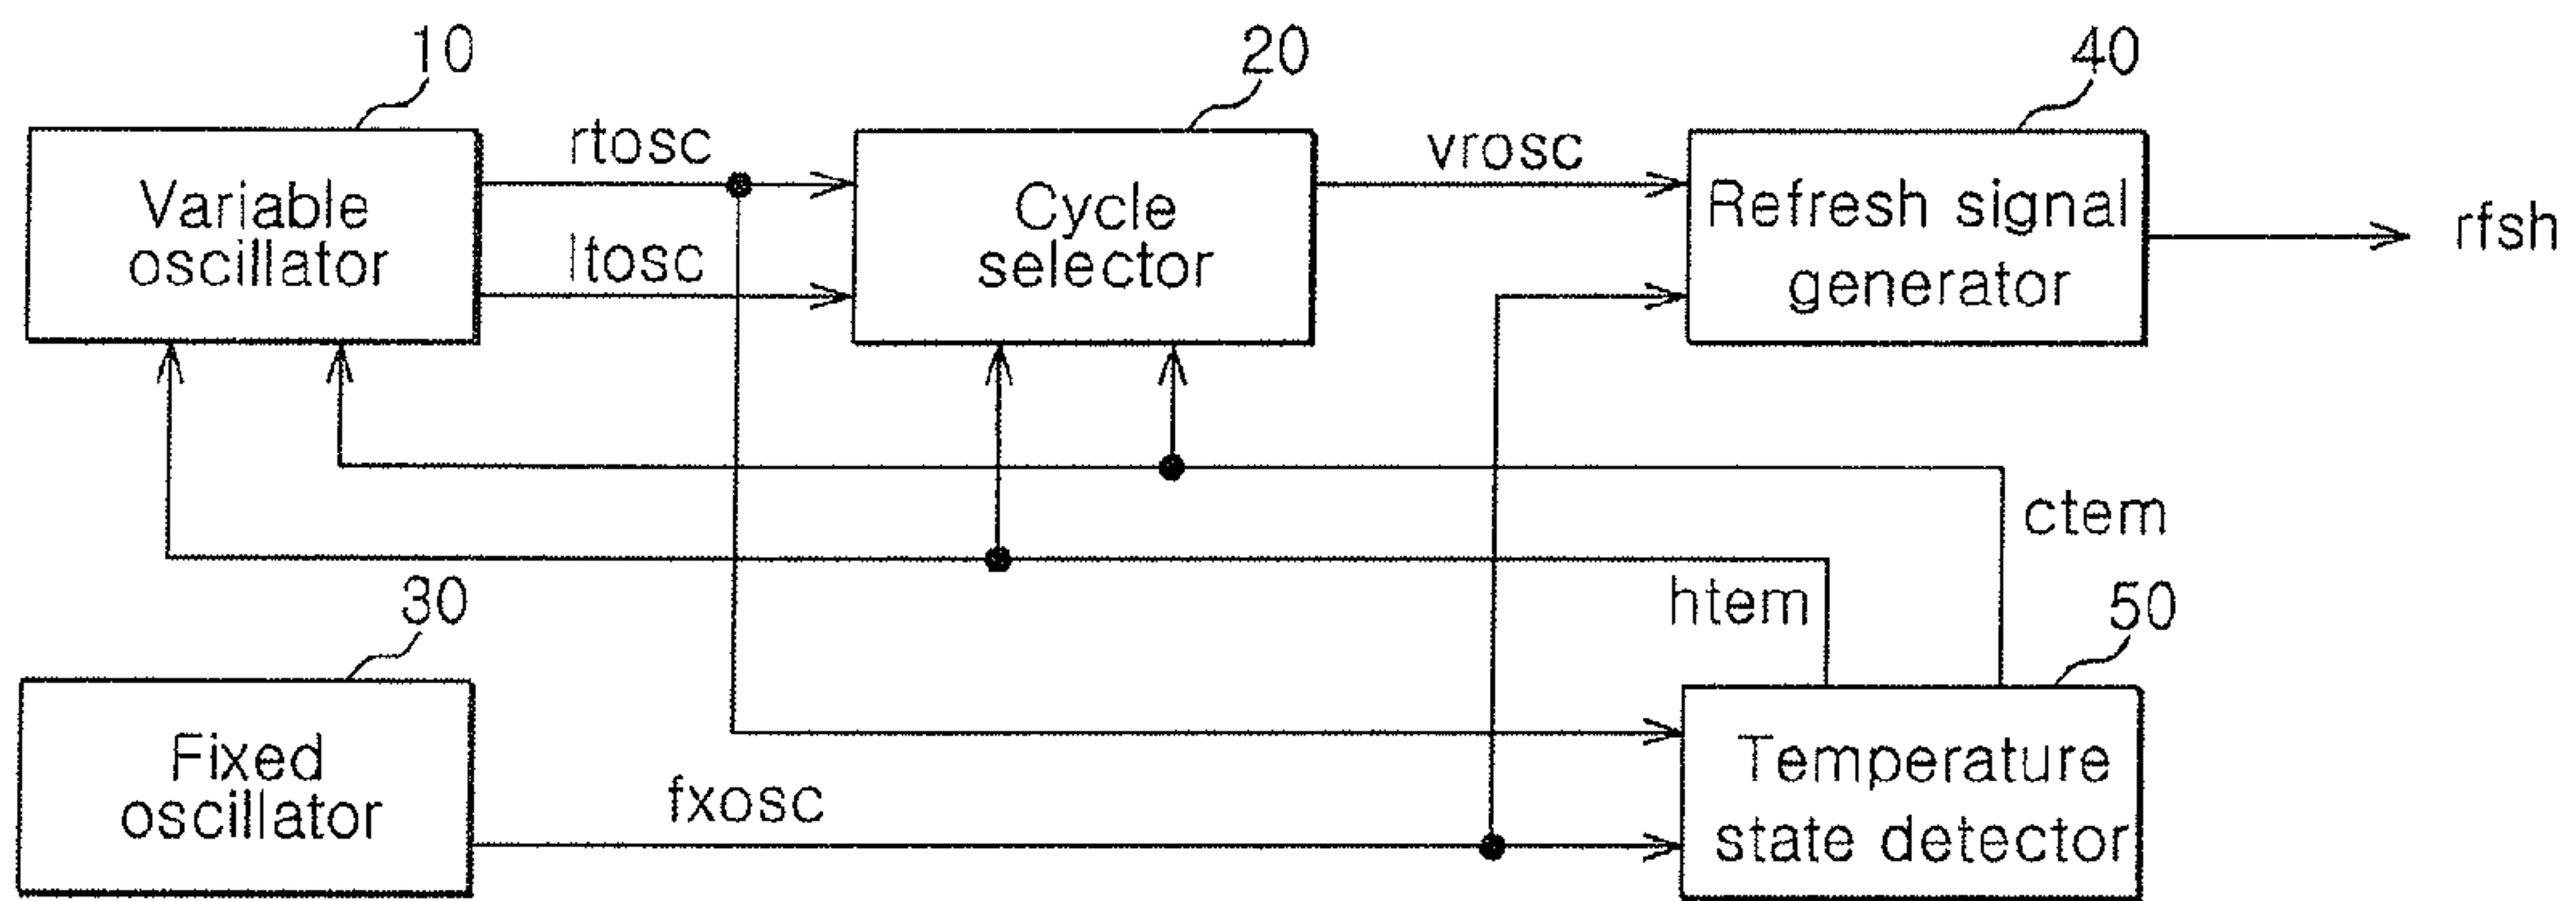 10
20
40
Variable
oscillator
rtosc
ltosc
Cycle
selector
vrosc
Refresh signal
generator
rfsh
ctem
htem
30
50
Fixed
oscillator
fxosc
Temperature
state detector